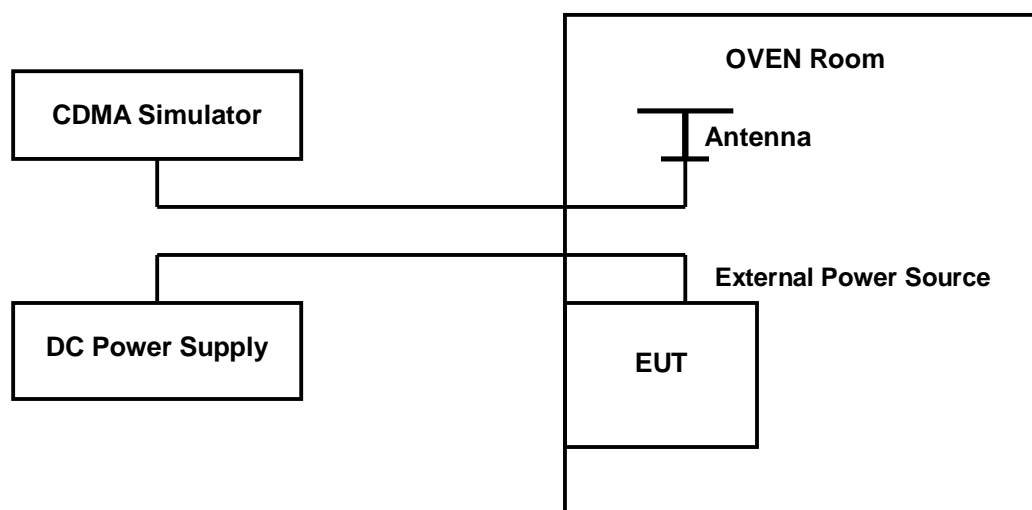 OVEN Room
CDMA Simulator
Antenna
External Power Source
DC Power Supply
EUT